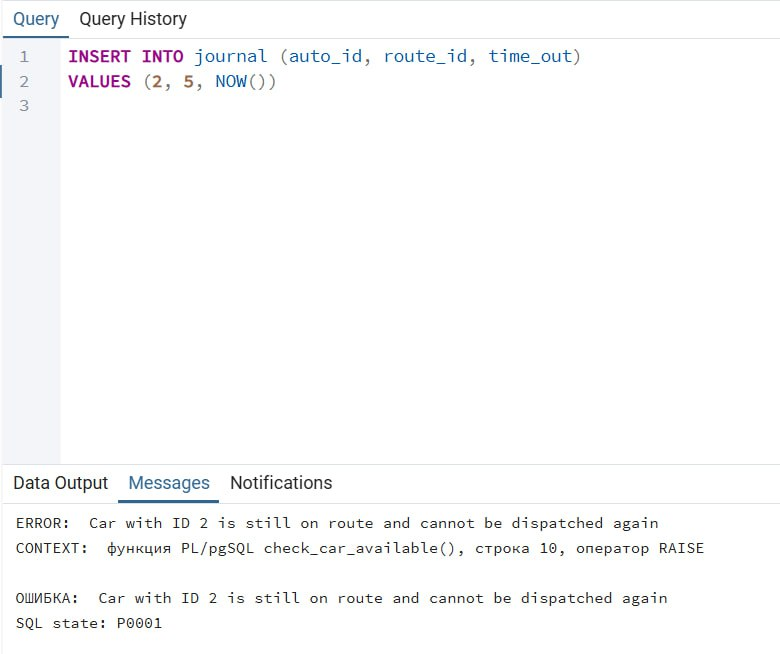 Query Query History
1 INSERT INTO journal (auto_id, route_id, time_out)
2 VALUES (2, 5, NOW())
3
Data Output Messages Notifications
ERROR:  Car with ID 2 is still on route and cannot be dispatched again
CONTEXT:  функция PL/pgSQL check_car_available(), строка 10, оператор RAISE
ОШИБКА:  Car with ID 2 is still on route and cannot be dispatched again
SQL state: P0001